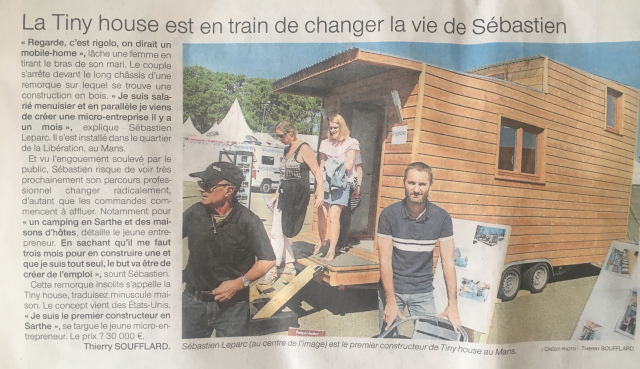 La Tiny house est en train de changer la vie de Sébastien
« Regarde, c'est rigolo, on dirait un
mobile-home », lâche une femme en
tirant le bras de son mari. Le couple
s'arrête devant le long châssis d'une
remorque sur lequel se trouve une
construction en bois. « Je suis sala-
rié menuisier et en parallèle je viens
de créer une micro-entreprise il y a
un mois », explique Sébastien
Leparc. Il s'est installé dans le quartier
de la Libération, au Mans.
Et vu l'engouement soulevé par le
public, Sébastien risque de voir très
prochainement son parcours profes-
sionnel changer radicalement,
d'autant que les commandes com-
mencent à affluer. Notamment pour
« un camping en Sarthe et des mai-
sons d'hôtes, détaille le jeune entre-
preneur. En sachant qu'il me faut
trois mois pour en construire une et
que je suis tout seul, le but va être de
créer de l'emploi », sourit Sébastien.
Cette remorque insolite s'appelle la
Tiny house, traduisez minuscule mai-
son. Le concept vient des États-Unis.
« Je suis le premier constructeur en
Sarthe », se targue le jeune micro-en-
trepreneur. Le prix ? 30 000 €.
Thierry SOUFFLARD.
Sébastien Leparc (au centre de l'image) est le premier constructeur de Tiny house au Mans.
| CRÉDIT PHOTO : THIERRY SOUFFLARD.